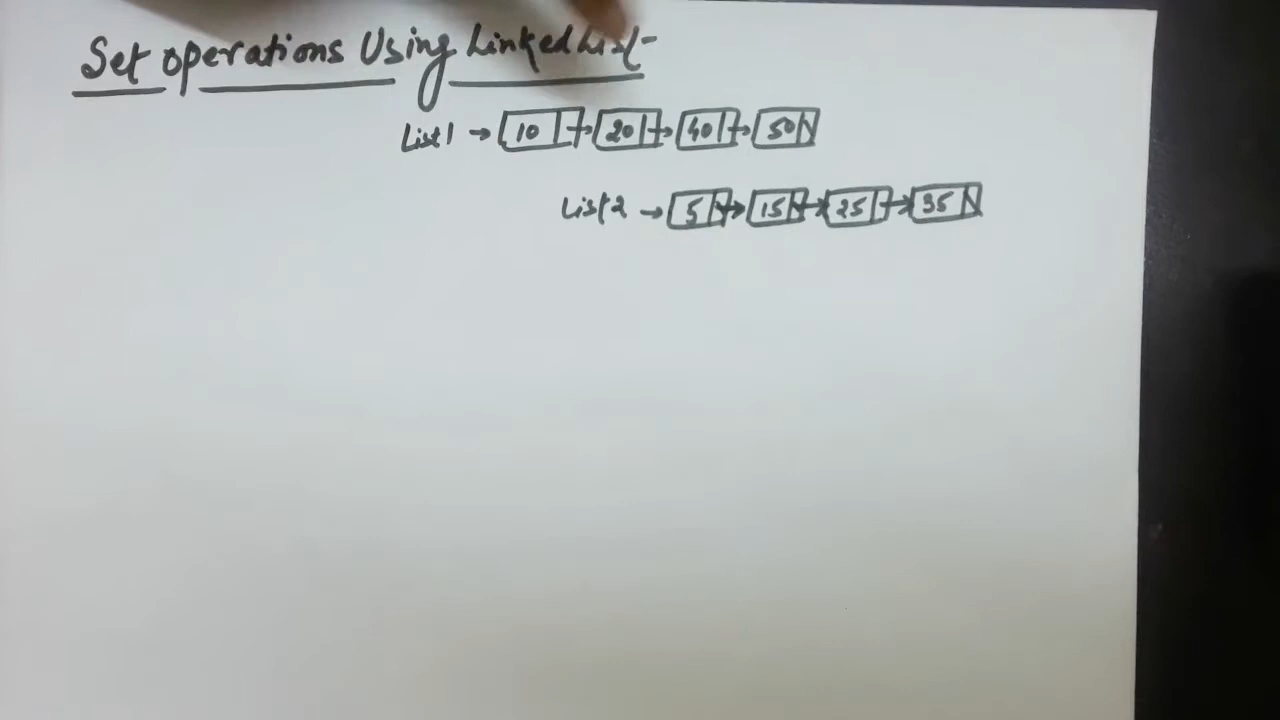 Set operations Using Linked List
List1 → 10 → 20 → 40 → 50 N
List2 → 5 → 15 → 25 → 35 N